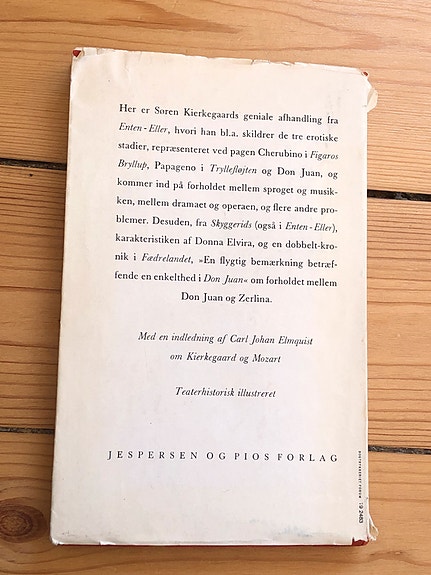 Her er Søren Kierkegaards geniale afhandling fra
Enten-Eller, hvori han bl.a. skildrer de tre erotiske
stadier, repræsenteret ved pagen Cherubino i Figaros
Bryllup, Papageno i Tryllefløjten og Don Juan, og
kommer ind på forholdet mellem sproget og musik-
ken, mellem dramaet og operaen, og flere andre pro-
blemer. Desuden, fra Skyggerids (også i Enten-Eller),
karakteristiken af Donna Elvira, og en dobbelt-kro-
nik i Fædrelandet, »En flygtig bemærkning betræf-
fende en enkelthed i Don Juan« om forholdet mellem
Don Juan og Zerlina.
Med en indledning af Carl Johan Elmquist
om Kierkegaard og Mozart
Teaterhistorisk illustreret
JESPERSEN OG PIOS FORLAG